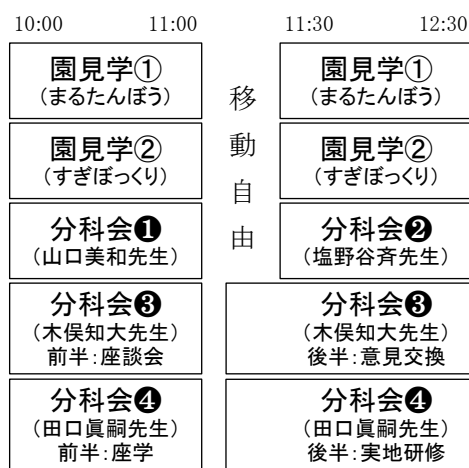 10:00 11:00 11:30 12:30
園見学①
(まるたんぼう)
園見学②
(すぎぼっくり)
分科会❶
(山口美和先生)
分科会❸
(木俣知大先生)
前半:座談会
分科会❹
(田口眞嗣先生)
前半:座学
移動自由
園見学①
(まるたんぼう)
園見学②
(すぎぼっくり)
分科会❷
(塩野谷斉先生)
分科会❸
(木俣知大先生)
後半:意見交換
分科会❹
(田口眞嗣先生)
後半:実地研修